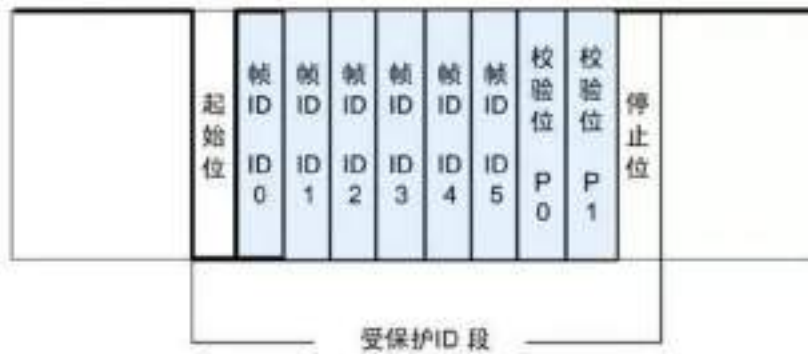 起始位
帧ID ID0
帧ID ID1
帧ID ID2
帧ID ID3
帧ID ID4
帧ID ID5
校验位 P0
校验位 P1
停止位
受保护ID 段